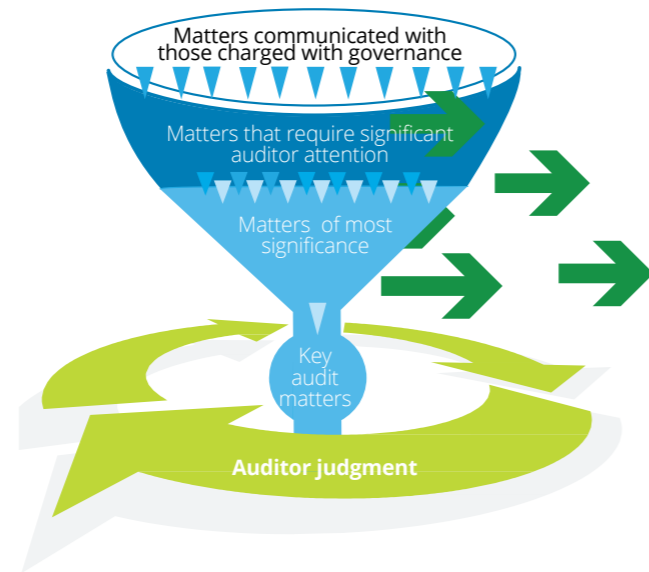 Matters communicated with
those charged with governance
Matters that require significant
auditor attention
Matters of most
significance
Key
audit
matters
Auditor judgment